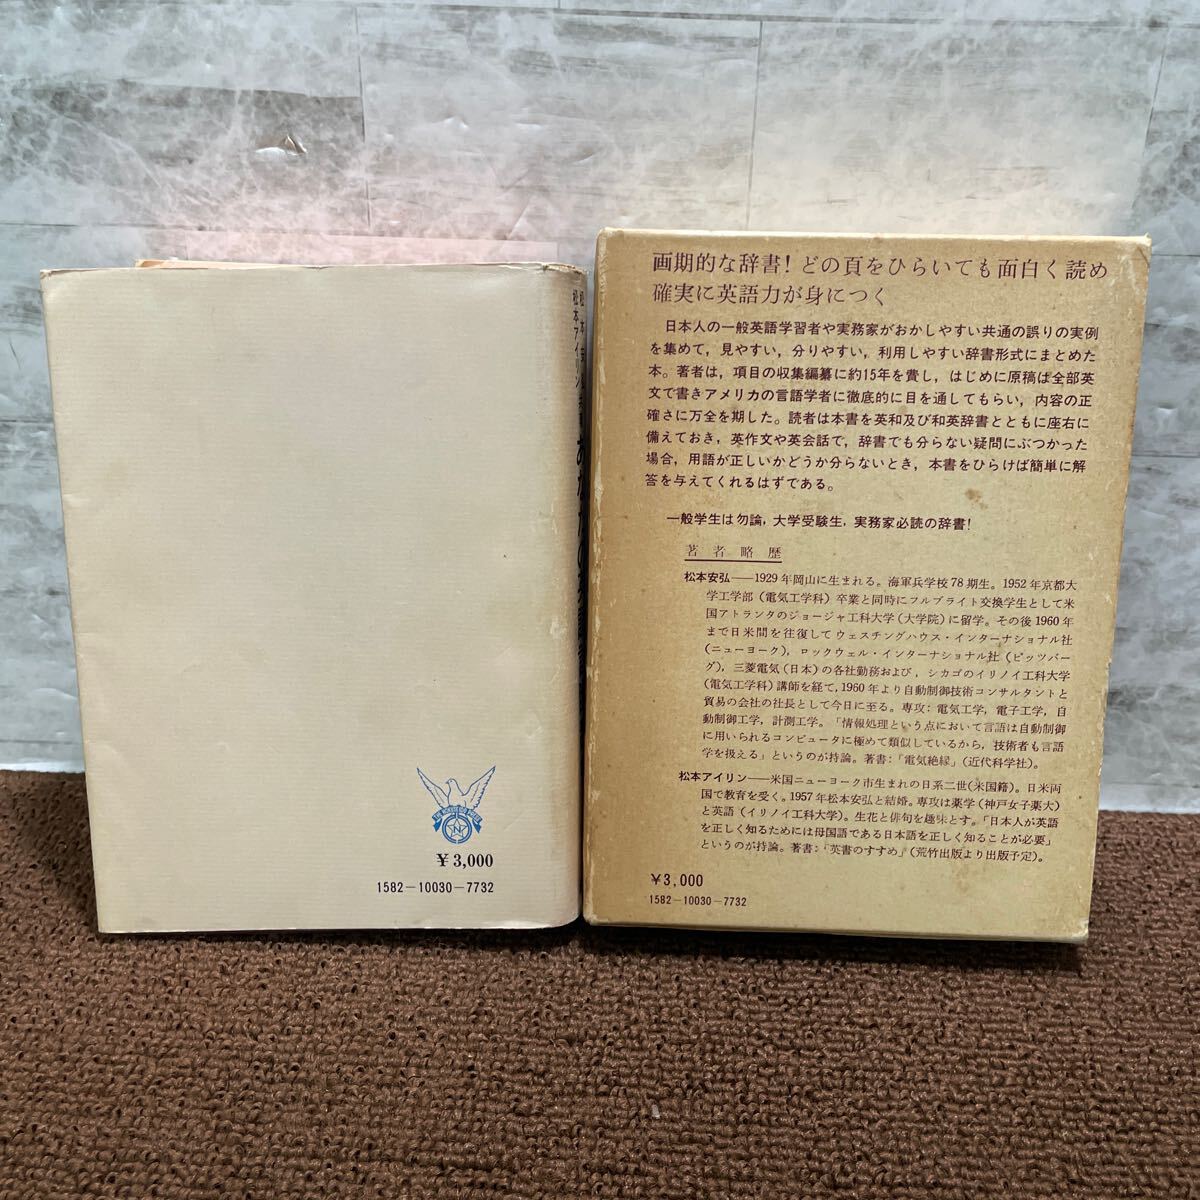 松本安
松本アイリン
あなたの
¥3,000
1582-10030-7732
画期的な辞書!どの頁をひらいても面白く読め
確実に英語力が身につく
日本人の一般英語学習者や実務家がおかしやすい共通の誤りの実例
を集めて,見やすい,分りやすい,利用しやすい辞書形式にまとめた
本。著者は,項目の収集編纂に約15年を費し,はじめに原稿は全部英
文で書きアメリカの言語学者に徹底的に目を通してもらい,内容の正
確さに万全を期した。読者は本書を英和及び和英辞書とともに座右に
備えておき,英作文や英会話で,辞書でも分らない疑問にぶつかった
場合,用語が正しいかどうか分らないとき,本書をひらけば簡単に解
答を与えてくれるはずである。
一般学生は勿論,大学受験生,実務家必読の辞書!
著者略歴
松本安弘——1929年岡山に生まれる。海軍兵学校78期生。1952年京都大
学工学部(電気工学科)卒業と同時にフルブライト交換学生として米
国アトランタのジョージャ工科大学(大学院)に留学。その後1960年
まで日米間を往復してウェスチングハウス・インターナショナル社
(ニューヨーク),ロックウェル・インターナショナル社(ピッツバー
グ),三菱電気(日本)の各社勤務および,シカゴのイリノイ工科大学
(電気工学科)講師を経て,1960年より自動制御技術コンサルタントと
貿易の会社の社長として今日に至る。専攻:電気工学,電子工学,自
動制御工学,計測工学。「情報処理という点において言語は自動制御
に用いられるコンピュータに極めて類似しているから,技術者も言語
学を扱える」というのが持論。著書:「電気絶縁」(近代科学社)。
松本アイリン——米国ニューヨーク市生まれの日系二世(米国籍)。日米両
国で教育を受く。1957年松本安弘と結婚。専攻は薬学(神戸女子薬大)
と英語(イリノイ工科大学)。生花と俳句を趣味とす。「日本人が英語
を正しく知るためには母国語である日本語を正しく知ることが必要」
というのが持論。著書:「英書のすすめ」(荒竹出版より出版予定)。
¥3,000
1582-10030-7732